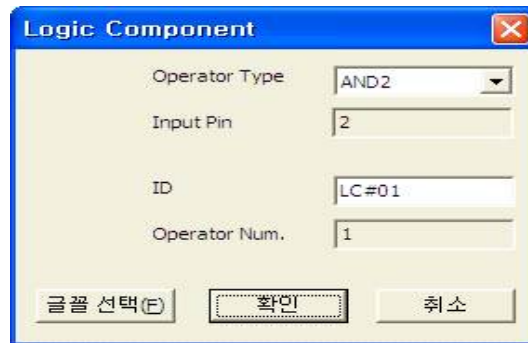 Logic Component
Operator Type AND2
Input Pin 2
ID LC#01
Operator Num. 1
글꼴 선택(F) 확인 취소